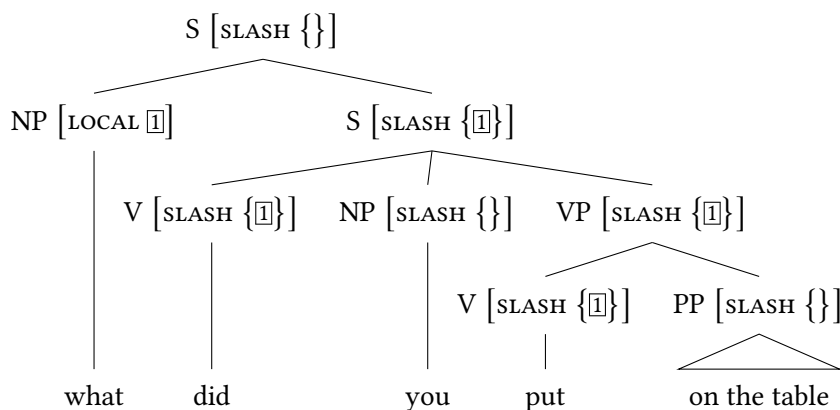 S [SLASH {}]
NP [LOCAL 1] S [SLASH {1}]
V [SLASH {1}] NP [SLASH {}] VP [SLASH {1}]
V [SLASH {1}] PP [SLASH {}]
what did you put on the table